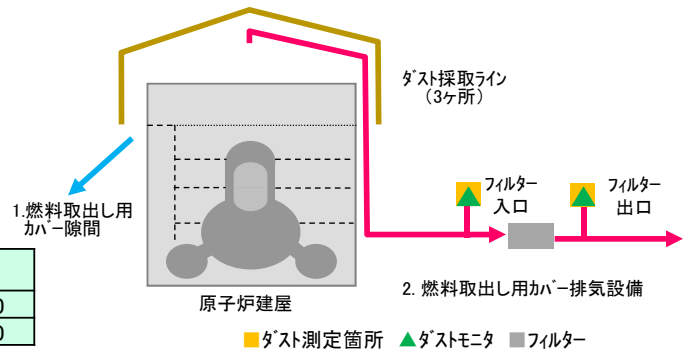 ダスト採取ライン
（3ヶ所）
フィルター
入口
フィルター
出口
1.燃料取出し用
カバー隙間
0
0
原子炉建屋
2. 燃料取出し用カバー排気設備
ダスト測定箇所 ダストモニタ フィルター